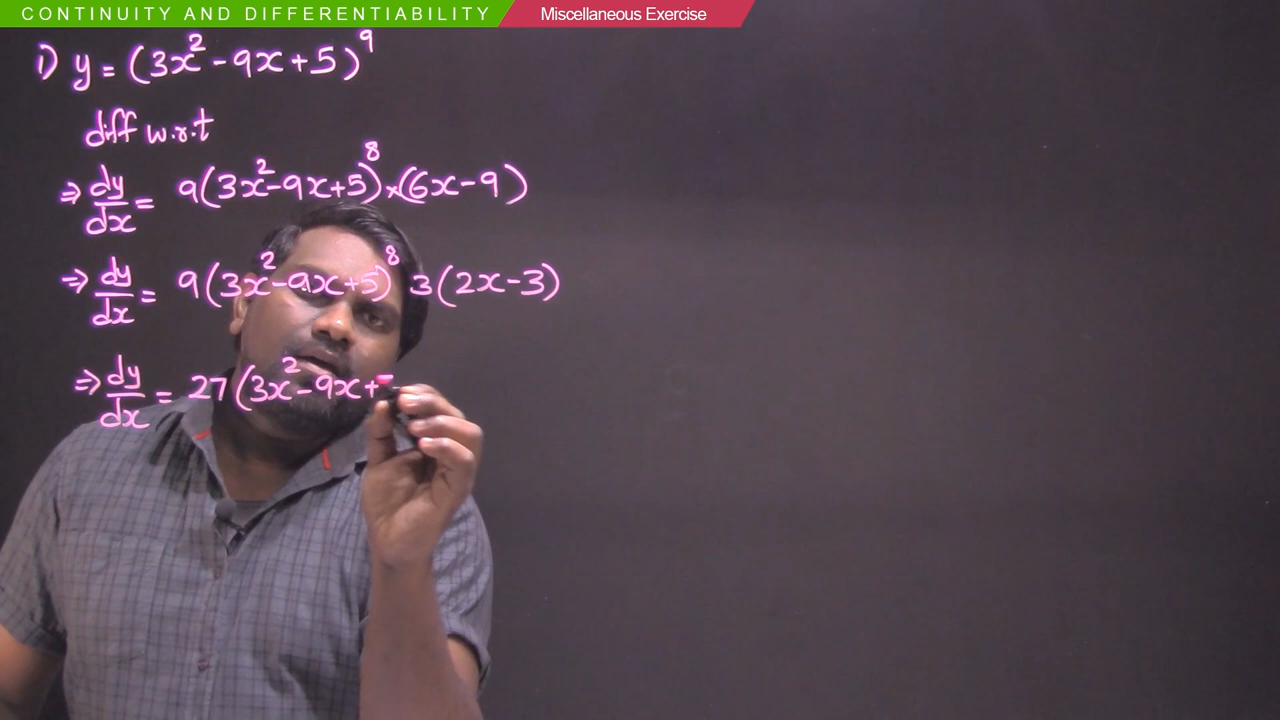 CONTINUITY AND DIFFERENTIABILITY
Miscellaneous Exercise
1) y = (3x² - 9x + 5)⁹
diff w.r.t
⇒ dy/dx = 9(3x² - 9x + 5)⁸ × (6x - 9)
⇒ dy/dx = 9(3x² - 9x + 5)⁸ 3(2x - 3)
⇒ dy/dx = 27(3x² - 9x +